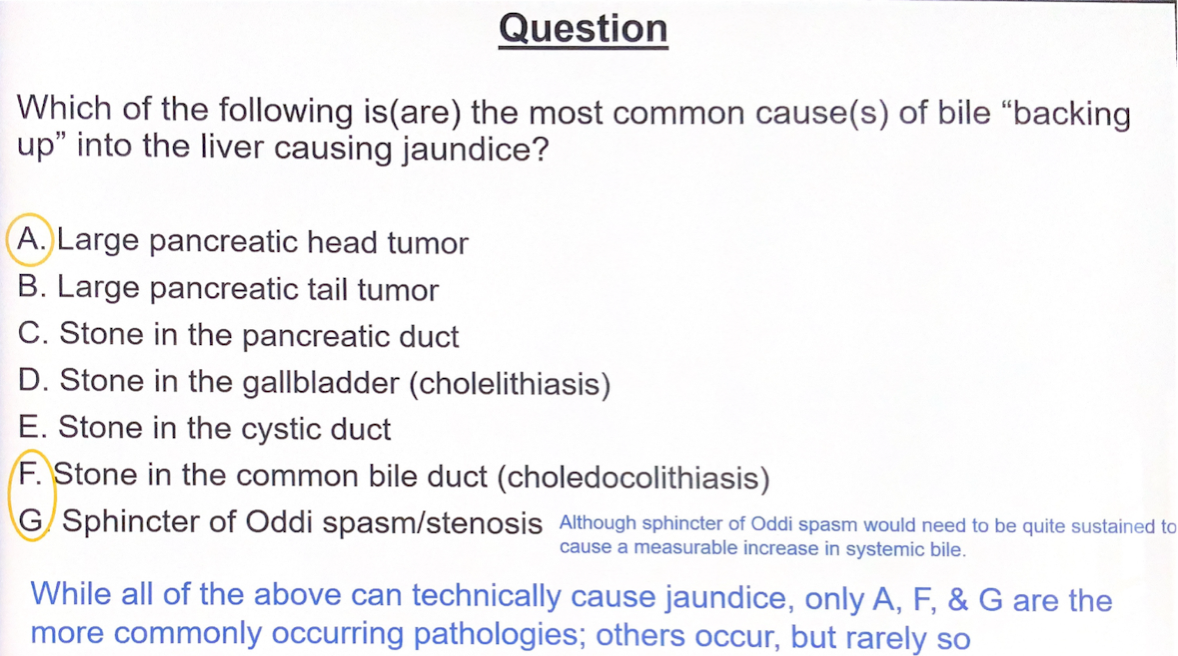 Question
Which of the following is(are) the most common cause(s) of bile “backing
up” into the liver causing jaundice?
A. Large pancreatic head tumor
B. Large pancreatic tail tumor
C. Stone in the pancreatic duct
D. Stone in the gallbladder (cholelithiasis)
E. Stone in the cystic duct
F. Stone in the common bile duct (choledocolithiasis)
G. Sphincter of Oddi spasm/stenosis Although sphincter of Oddi spasm would need to be quite sustained to
cause a measurable increase in systemic bile.
While all of the above can technically cause jaundice, only A, F, & G are the
more commonly occurring pathologies; others occur, but rarely so